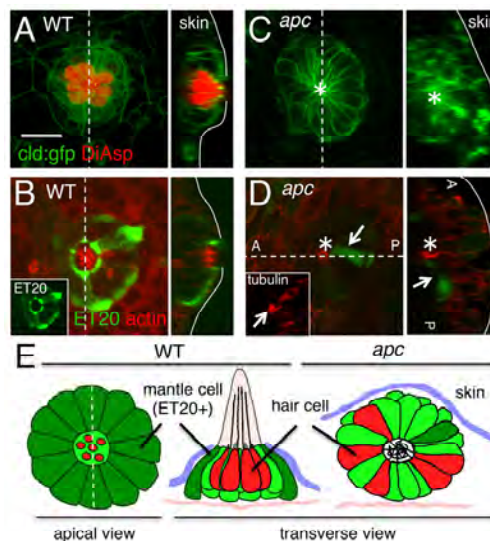 A WT
skin
cld:gfp DiAsp
C apc
skin
*
*
B WT
ET20
ET20 actin
D apc
A
*
P
tubulin
A
*
P
E
WT
apc
mantle cell
(ET20+)
hair cell
skin
apical view
transverse view